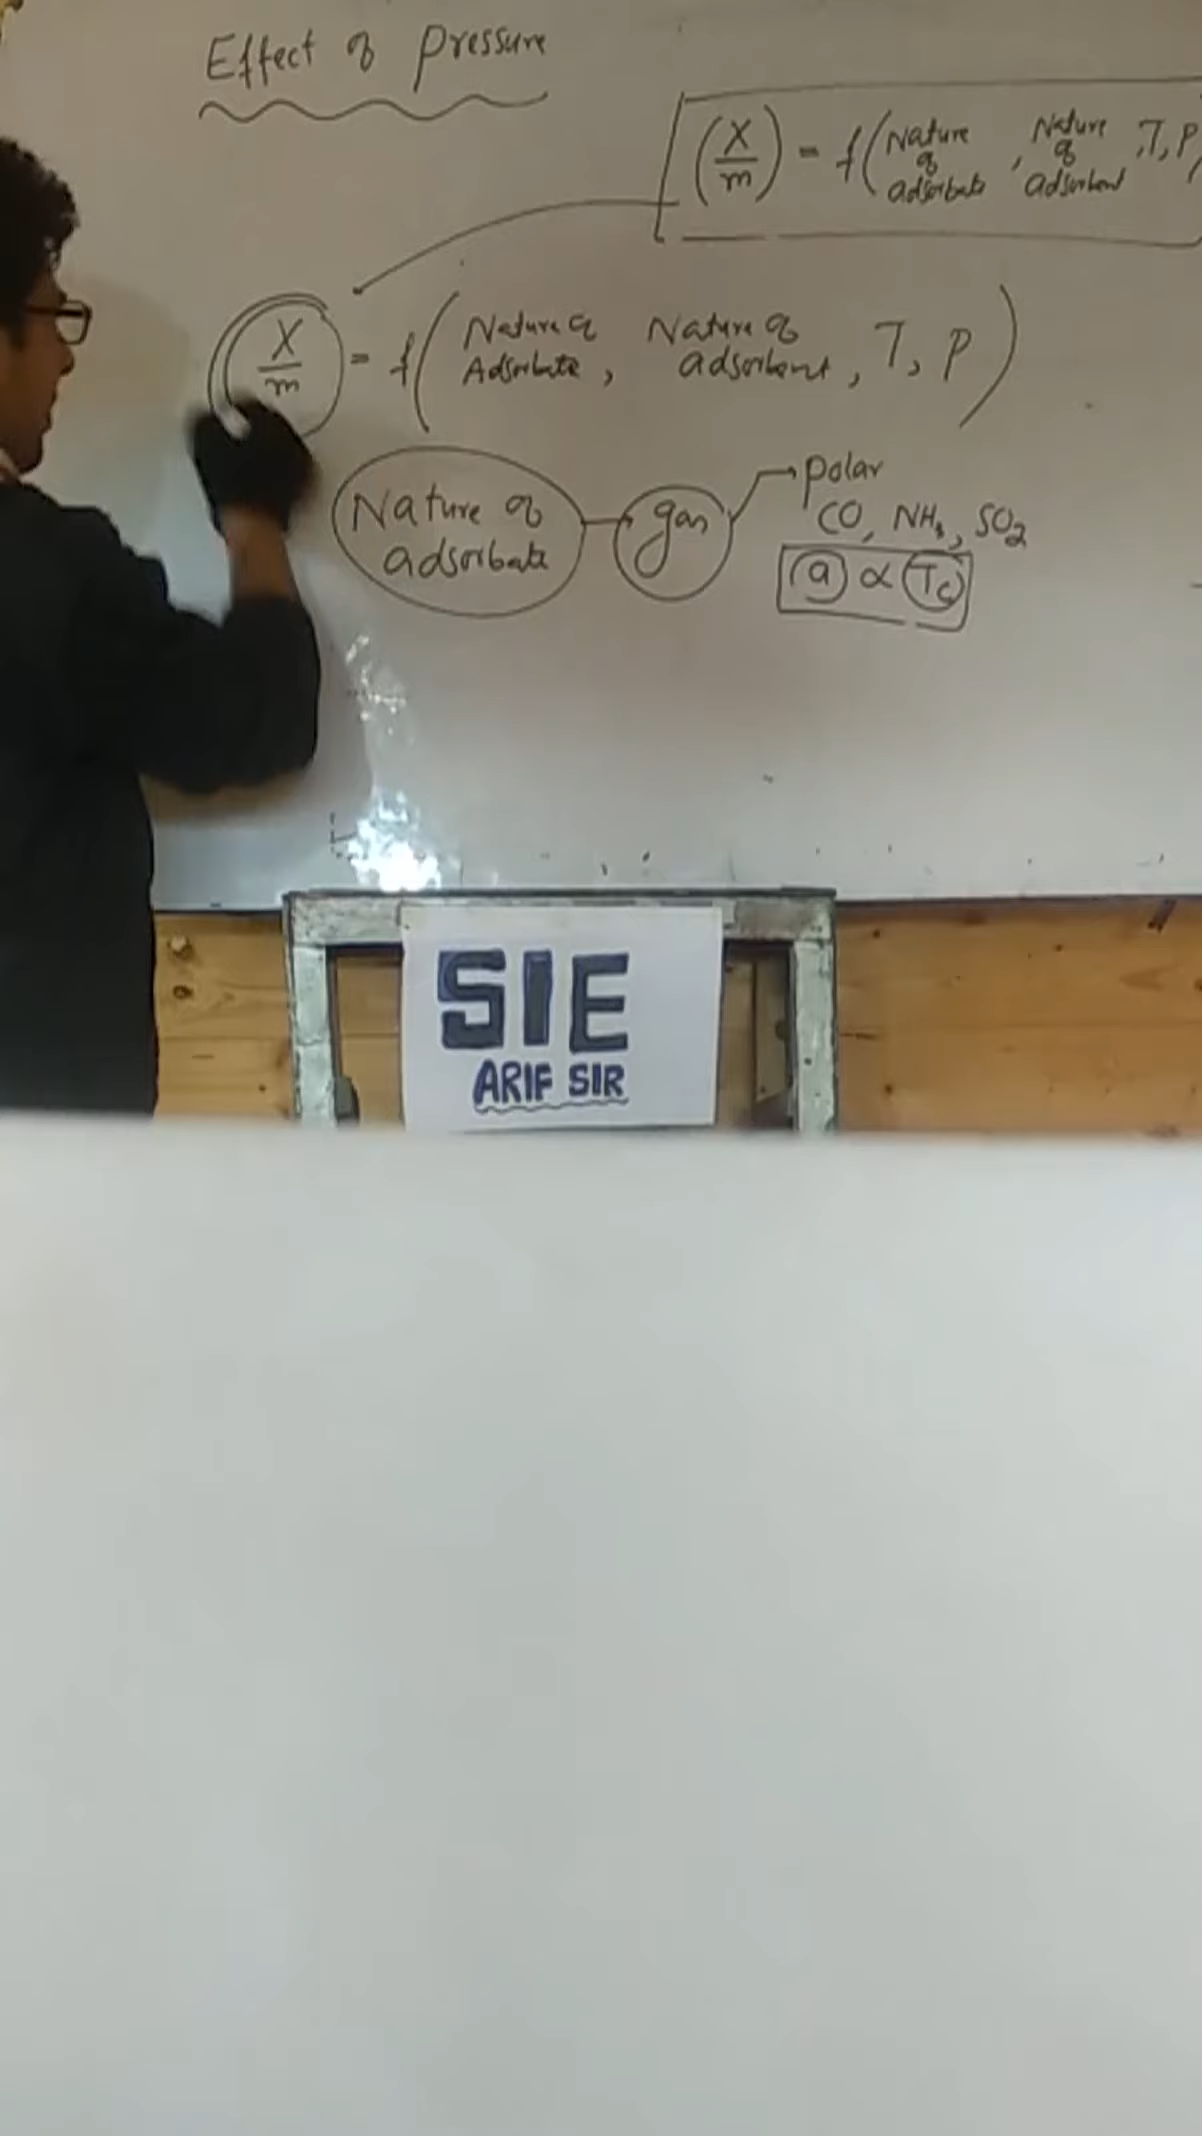 Effect of pressure
(X/m) = f(Nature of adsorbate, Nature of adsorbent, T, P
X/m = f(Nature of Adsorbate, Nature of adsorbent, T, P)
Nature of
adsorbate
gas
polar
CO, NH3, SO2
a ∝ Tc
SIE
ARIF SIR